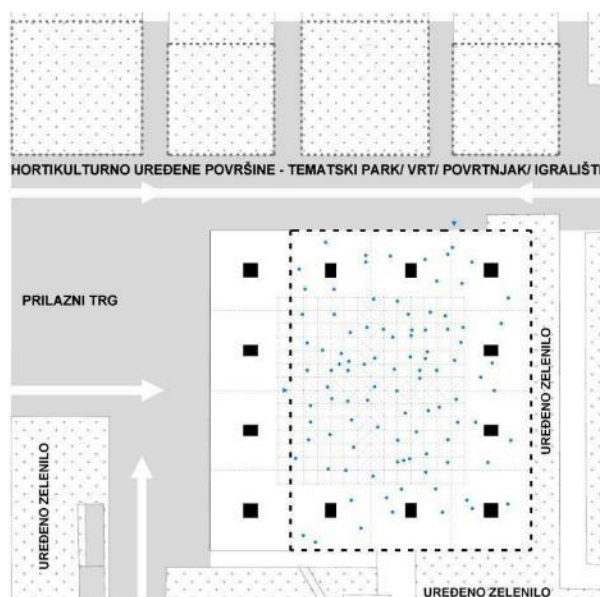 HORTIKULTURNO UREĐENE POVRŠINE - TEMATSKI PARK/ VRT/ POVRTNJAK/ IGRALIŠT
PRILAZNI TRG
UREĐENO ZELENILO
UREĐENO ZELENILO
UREĐENO ZELENILO